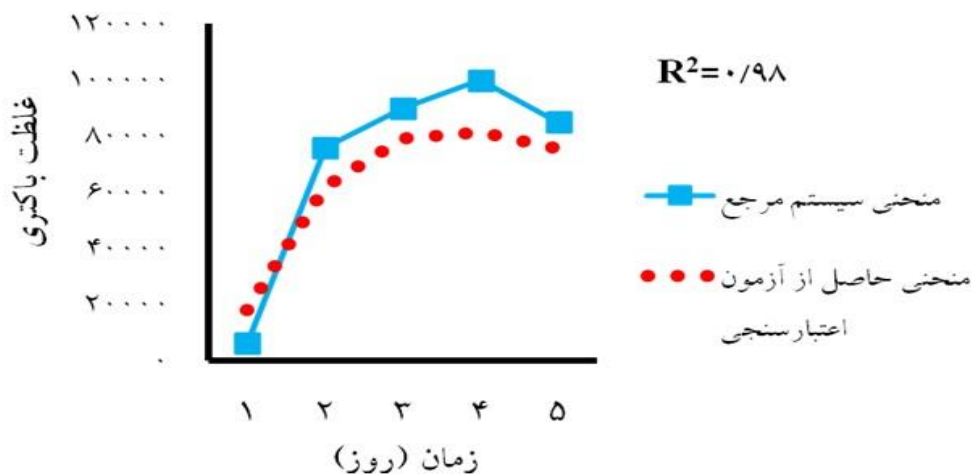 ۱۲۰۰۰۰
۱۰۰۰۰۰
۸۰۰۰۰
۶۰۰۰۰
۴۰۰۰۰
۲۰۰۰۰
۰
غلظت باکتری
۱ ۲ ۳ ۴ ۵
زمان (روز)
R²=۰/۹۸
منحنی سیستم مرجع
منحنی حاصل از آزمون
اعتبارسنجی